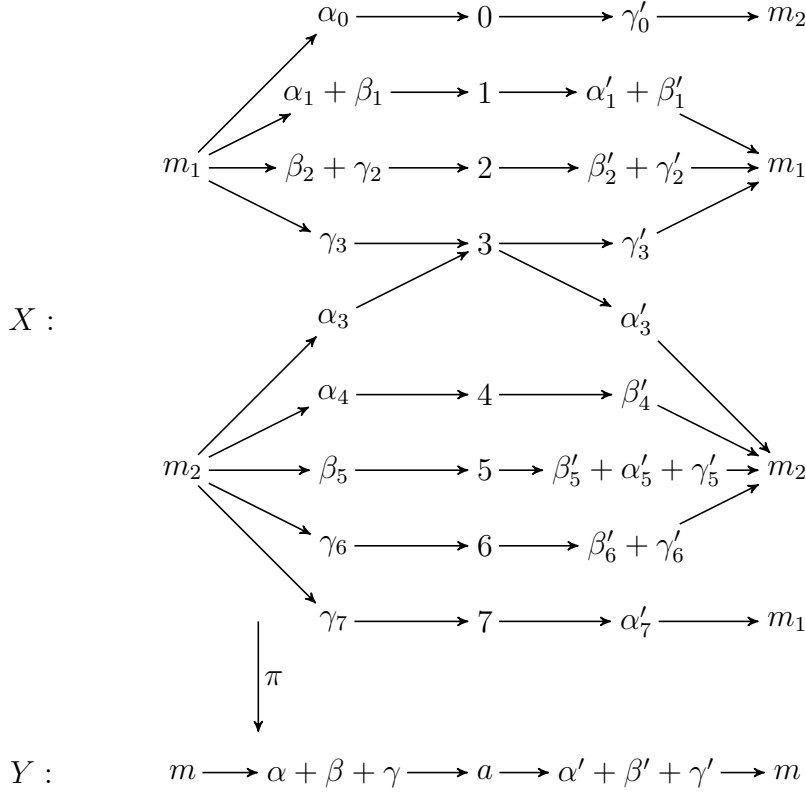 α₀ 0 γ′₀ m₂
α₁ + β₁ 1 α′₁ + β′₁
m₁ β₂ + γ₂ 2 β′₂ + γ′₂ m₁
γ₃ 3 γ′₃
X : α₃ α′₃
α₄ 4 β′₄
m₂ β₅ 5 β′₅ + α′₅ + γ′₅ m₂
γ₆ 6 β′₆ + γ′₆
γ₇ 7 α′₇ m₁
π
Y : m α + β + γ a α′ + β′ + γ′ m